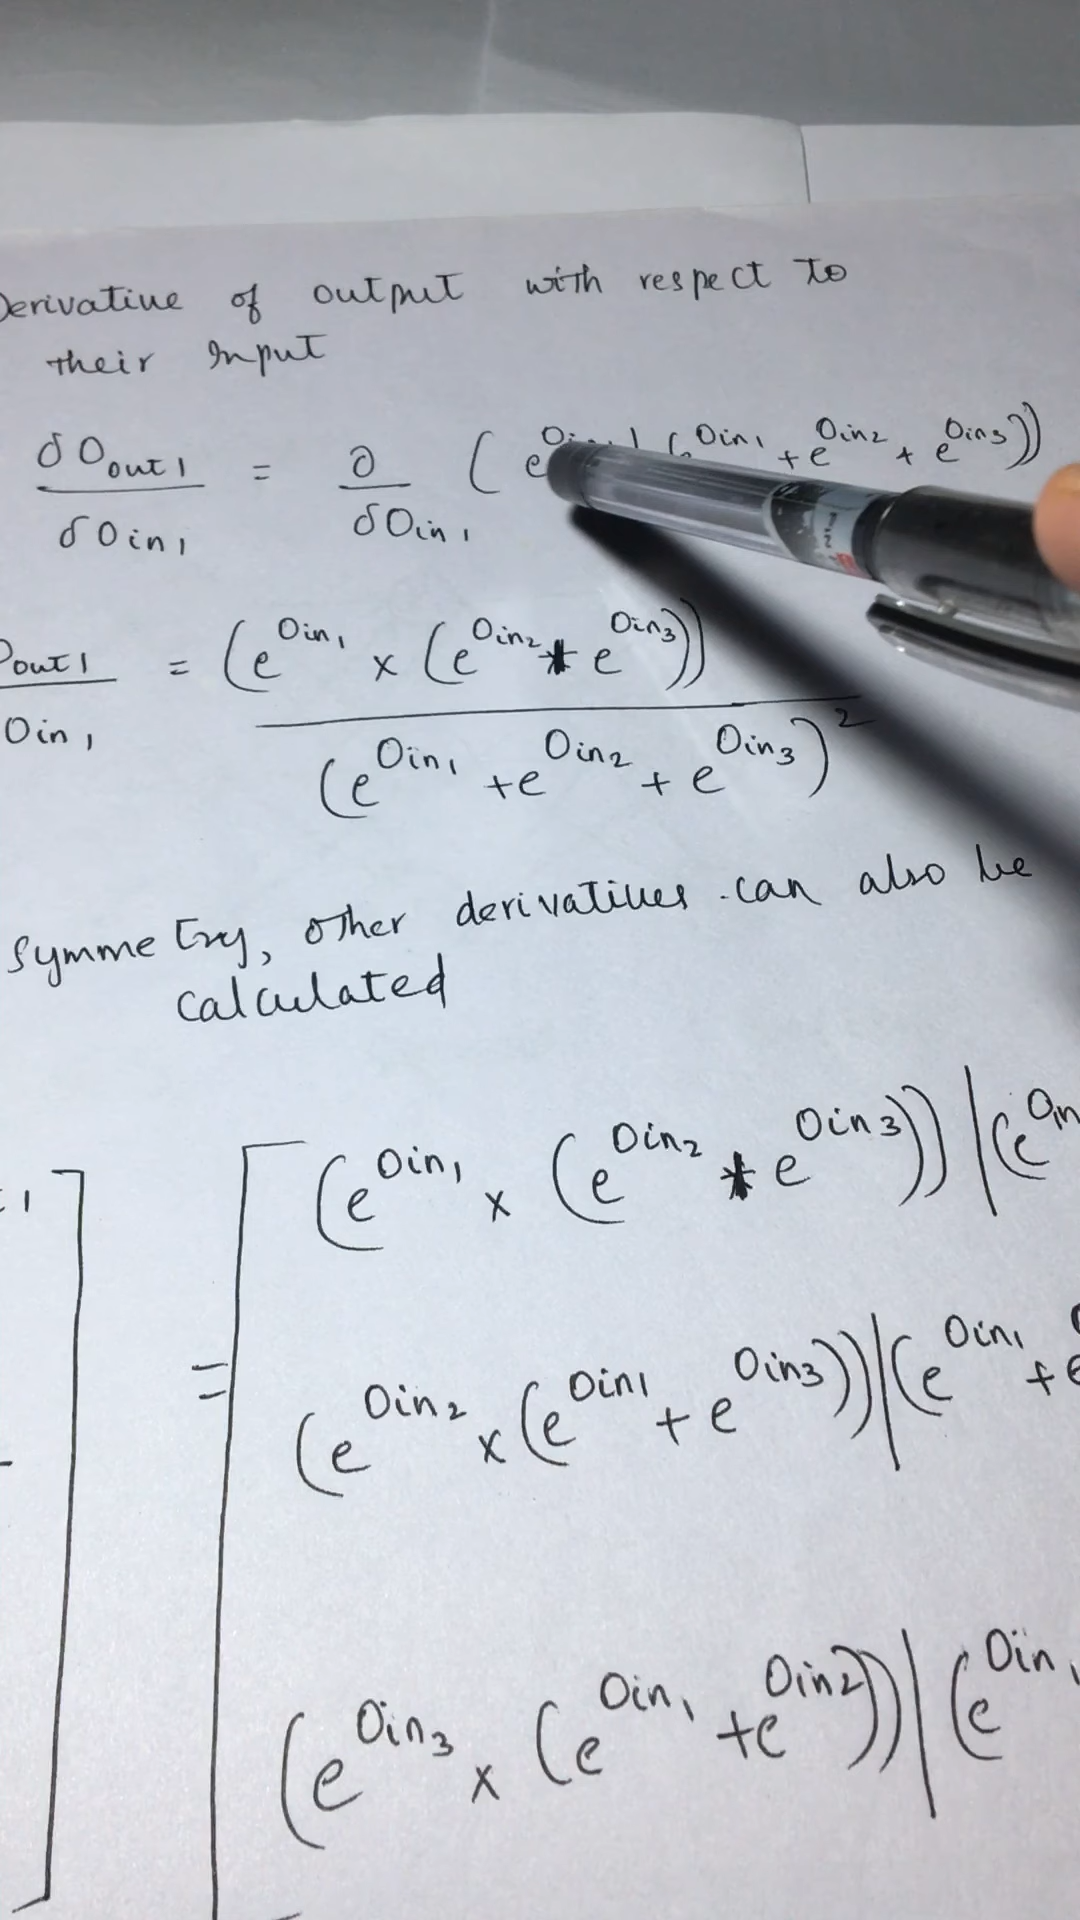 Derivative of output with respect to
their Input
δOout1 / δOin1 = ∂ / δOin1 ( e (Oin1 + e^Oin2 + e^Oin3))
Oout1 / Oin1 = (e^Oin1 x (e^Oin2 * e^Oin3)) / (e^Oin1 + e^Oin2 + e^Oin3)^2
symmetry, other derivatives can also be
calculated
1 ] = [ (e^Oin1 x (e^Oin2 * e^Oin3)) | (e^Oin
(e^Oin2 x (e^Oin1 + e^Oin3)) | (e^Oin1 + e
(e^Oin3 x (e^Oin1 + e^Oin2)) | (e^Oin1